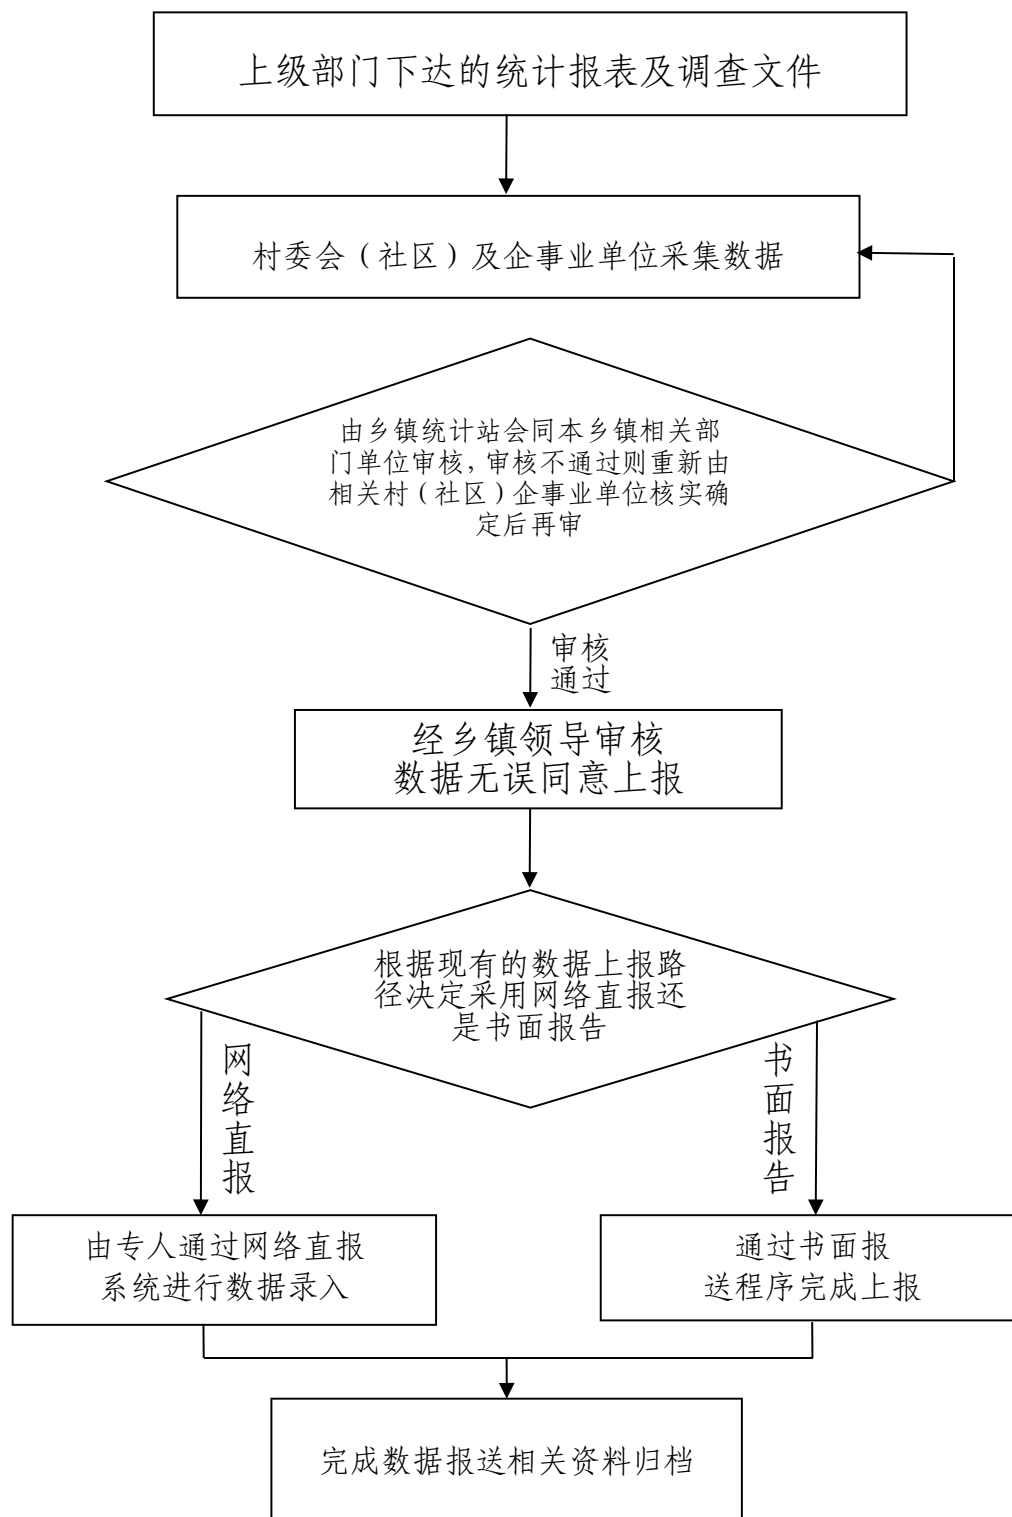 上级部门下达的统计报表及调查文件
村委会（社区）及企事业单位采集数据
由乡镇统计站会同本乡镇相关部
门单位审核，审核不通过则重新由
相关村（社区）企事业单位核实确
定后再审
审核
通过
经乡镇领导审核
数据无误同意上报
根据现有的数据上报路
径决定采用网络直报还
是书面报告
网络直报
书面报告
由专人通过网络直报
系统进行数据录入
通过书面报
送程序完成上报
完成数据报送相关资料归档